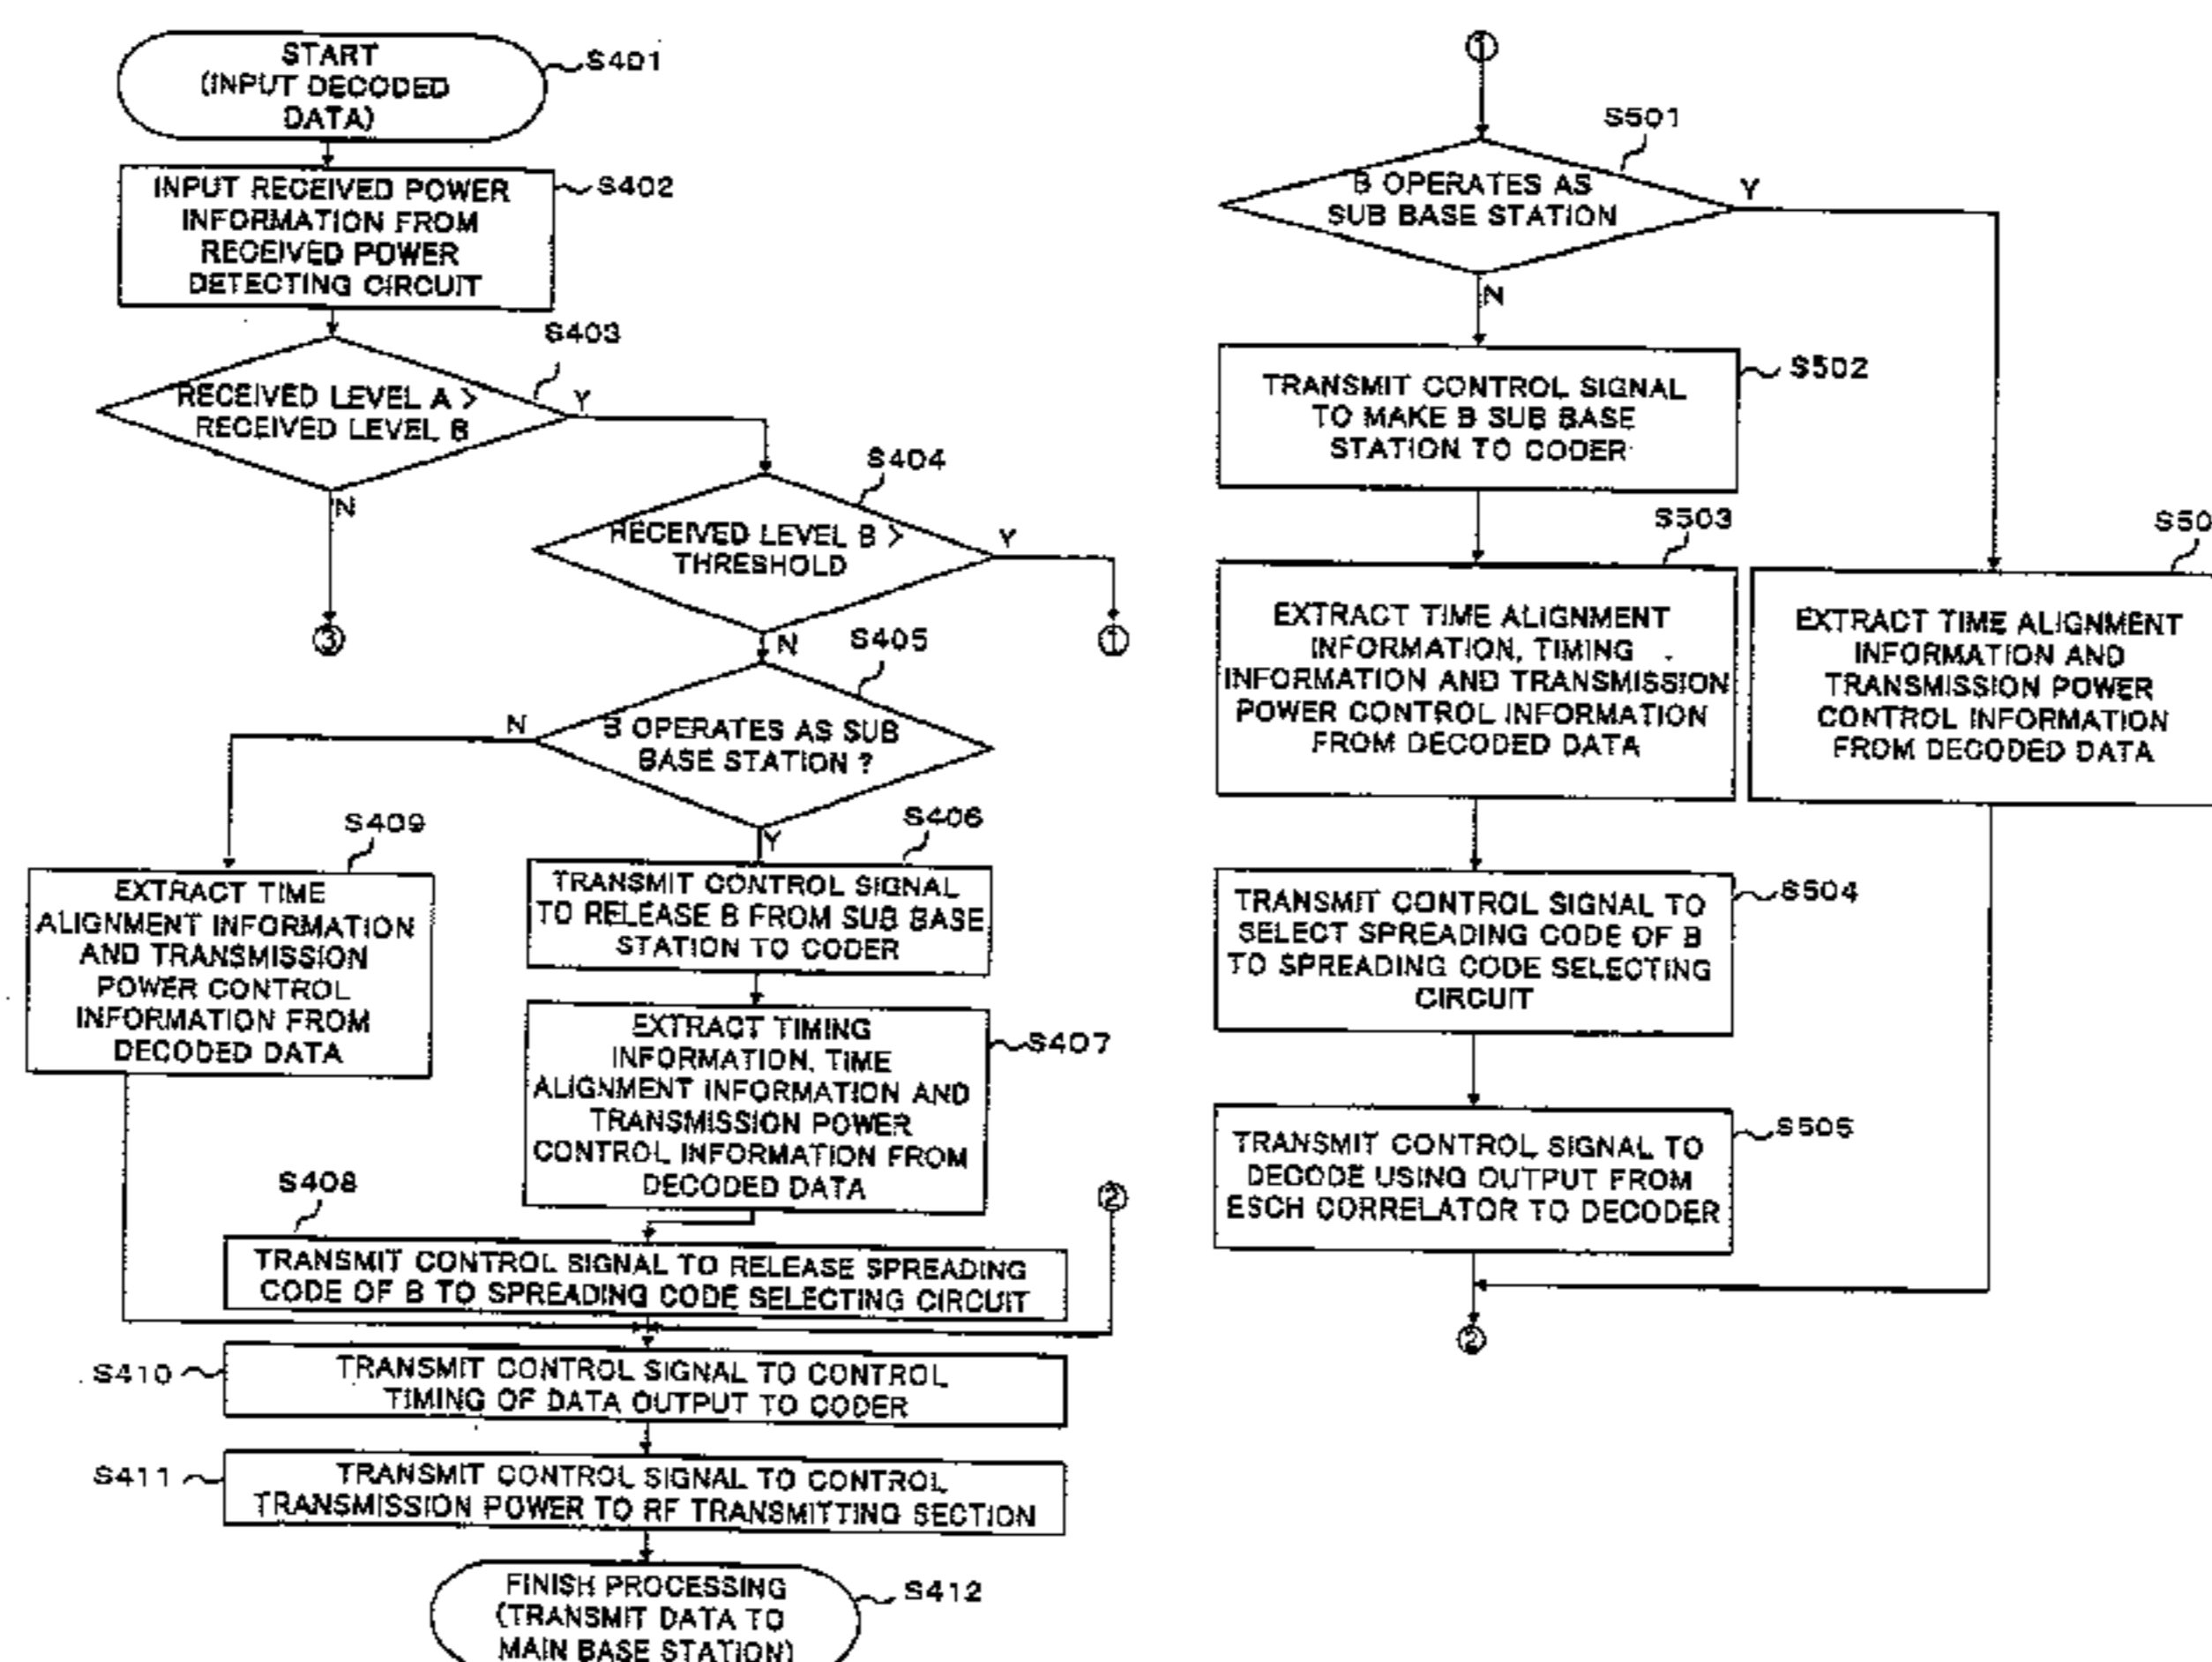 START
(INPUT DECODED
DATA)
S401
INPUT RECEIVED POWER
INFORMATION FROM
RECEIVED POWER
DETECTING CIRCUIT
S402
S403
RECEIVED LEVEL A >
RECEIVED LEVEL B
Y
N
③
S404
RECEIVED LEVEL B >
THRESHOLD
Y
①
N
S405
B OPERATES AS SUB
BASE STATION ?
N
Y
S409
EXTRACT TIME
ALIGNMENT INFORMATION
AND TRANSMISSION
POWER CONTROL
INFORMATION FROM
DECODED DATA
S406
TRANSMIT CONTROL SIGNAL
TO RELEASE B FROM SUB BASE
STATION TO CODER
EXTRACT TIMING
INFORMATION, TIME
ALIGNMENT INFORMATION AND
TRANSMISSION POWER
CONTROL INFORMATION FROM
DECODED DATA
S407
S408
②
TRANSMIT CONTROL SIGNAL TO RELEASE SPREADING
CODE OF B TO SPREADING CODE SELECTING CIRCUIT
S410
TRANSMIT CONTROL SIGNAL TO CONTROL
TIMING OF DATA OUTPUT TO CODER
S411
TRANSMIT CONTROL SIGNAL TO CONTROL
TRANSMISSION POWER TO RF TRANSMITTING SECTION
FINISH PROCESSING
(TRANSMIT DATA TO
MAIN BASE STATION)
S412
①
S501
B OPERATES AS
SUB BASE STATION
Y
N
TRANSMIT CONTROL SIGNAL
TO MAKE B SUB BASE
STATION TO CODER
S502
S503
EXTRACT TIME ALIGNMENT
INFORMATION, TIMING
INFORMATION AND TRANSMISSION
POWER CONTROL INFORMATION
FROM DECODED DATA
S50
EXTRACT TIME ALIGNMENT
INFORMATION AND
TRANSMISSION POWER
CONTROL INFORMATION
FROM DECODED DATA
TRANSMIT CONTROL SIGNAL TO
SELECT SPREADING CODE OF B
TO SPREADING CODE SELECTING
CIRCUIT
S504
TRANSMIT CONTROL SIGNAL TO
DECODE USING OUTPUT FROM
ESCH CORRELATOR TO DECODER
S505
②